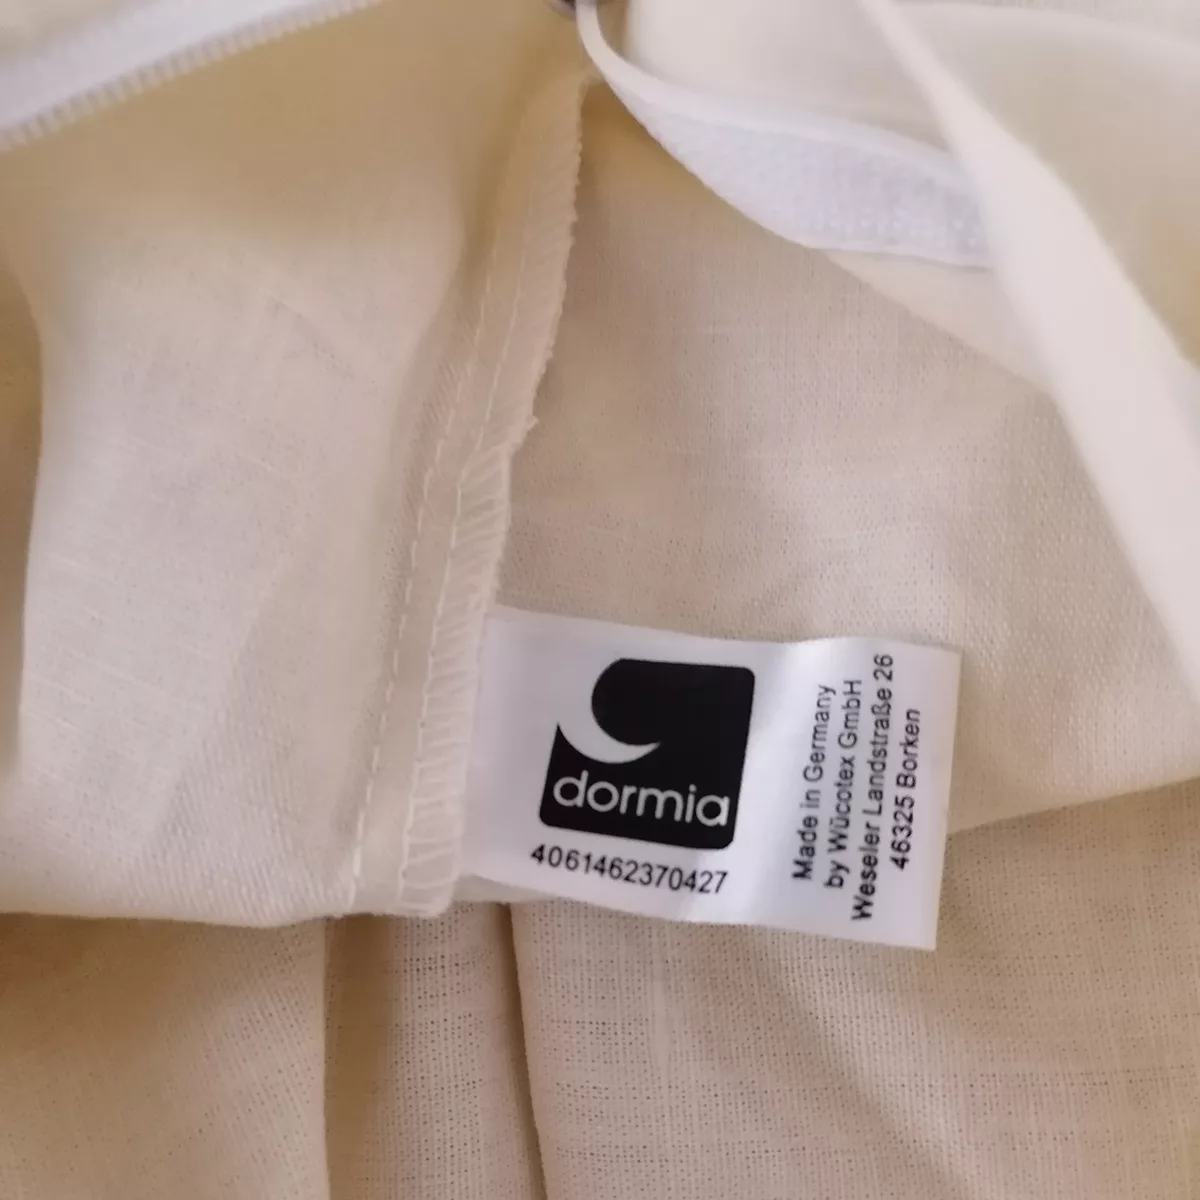 dormia
4061462370427
Made in Germany
by Wücotex GmbH
Weseler Landstraße 26
46325 Borken